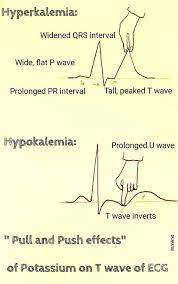 Hyperkalemia:
Widened QRS interval
Wide, flat P wave
Prolonged PR interval
Tall, peaked T wave
Hypokalemia:
Prolonged U wave
T wave inverts
" Pull and Push effects"
of Potassium on T wave of ECG